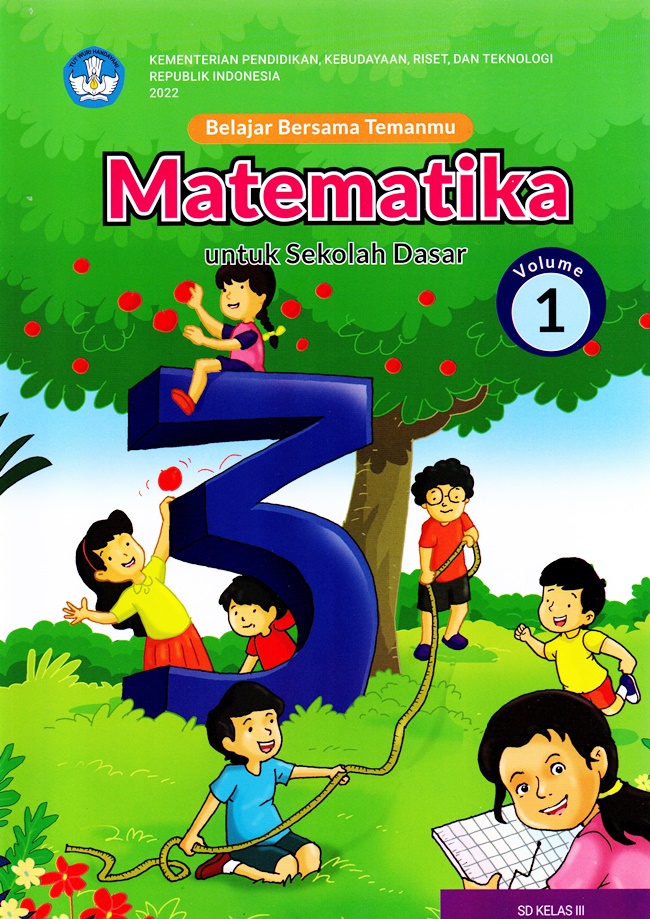 TUT WURI HANDAYANI
KEMENTERIAN PENDIDIKAN, KEBUDAYAAN, RISET, DAN TEKNOLOGI
REPUBLIK INDONESIA
2022
Belajar Bersama Temanmu
Matematika
untuk Sekolah Dasar
Volume
1
3
SD KELAS III